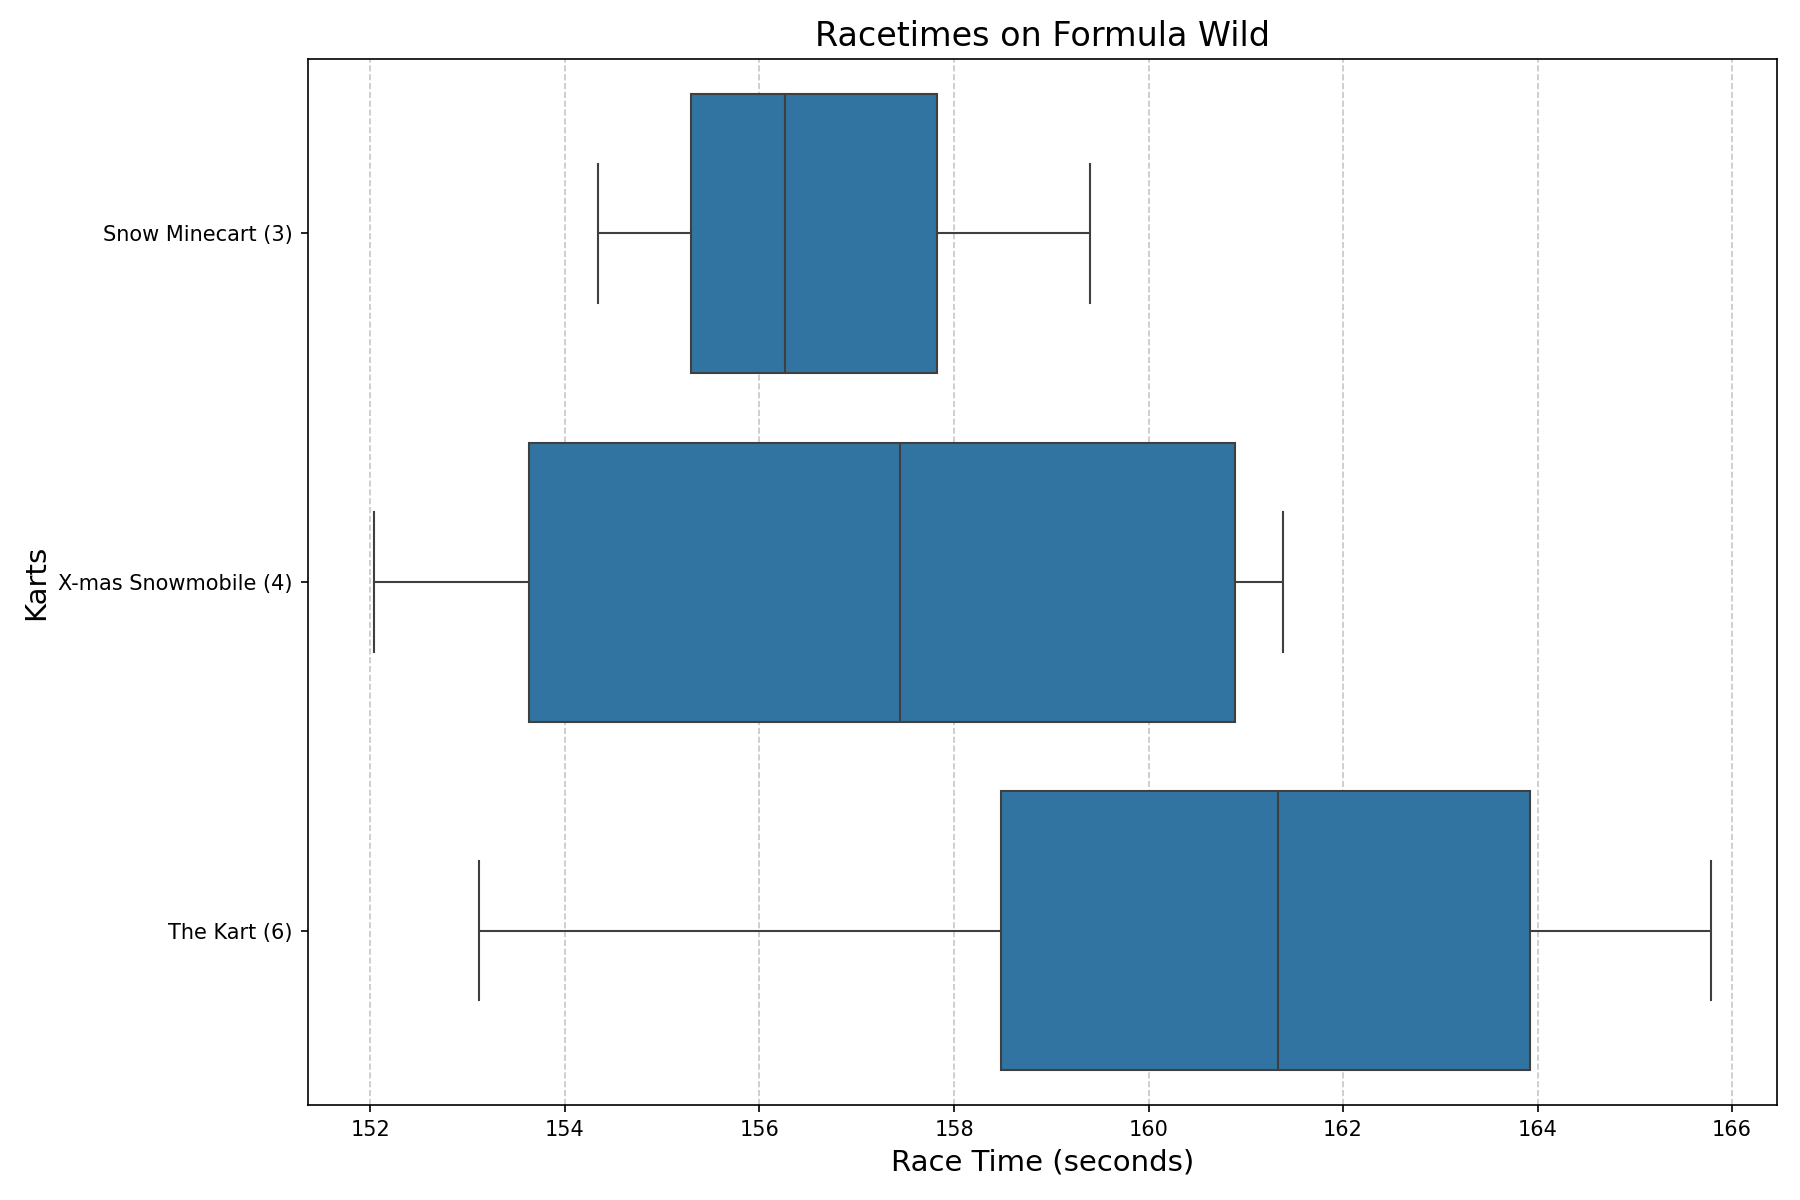 Racetimes on Formula Wild
Karts
Snow Minecart (3)
X-mas Snowmobile (4)
The Kart (6)
152 154 156 158 160 162 164 166
Race Time (seconds)